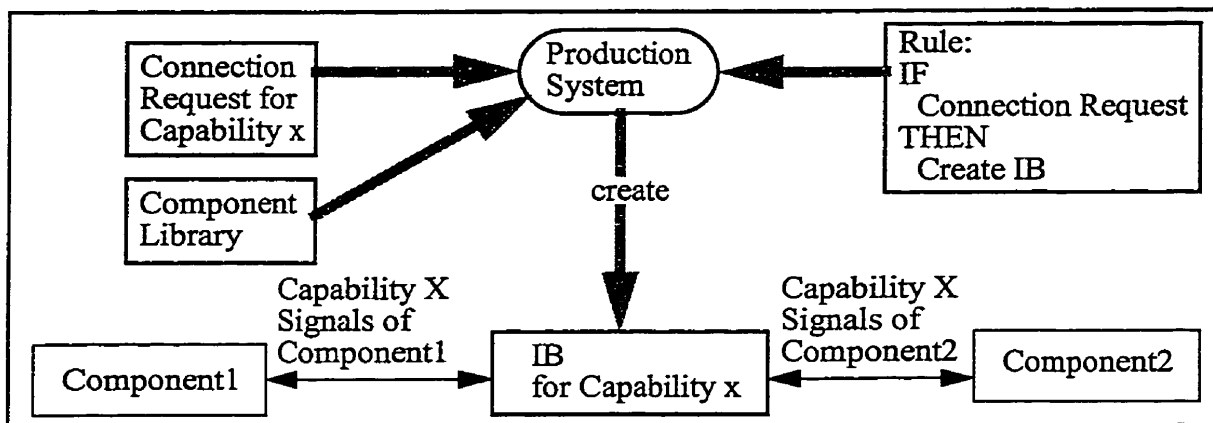 Connection
Request for
Capability x
Production
System
Rule:
IF
Connection Request
THEN
Create IB
Component
Library
create
Capability X
Signals of
Component1
Capability X
Signals of
Component2
Component1
IB
for Capability x
Component2